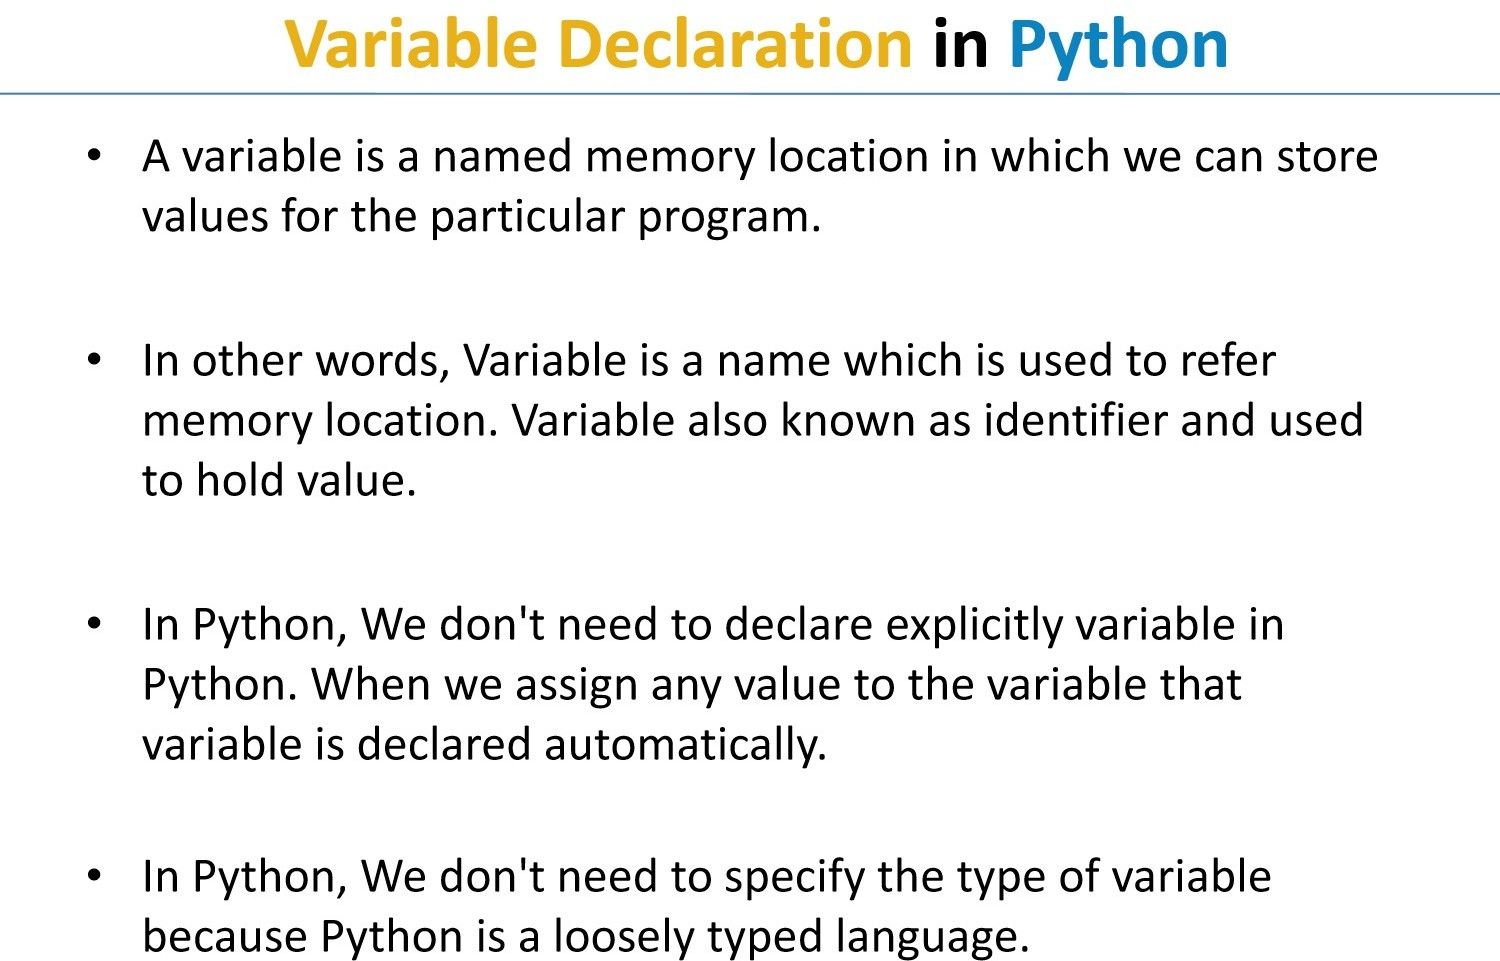 Variable Declaration in Python
• A variable is a named memory location in which we can store
values for the particular program.
• In other words, Variable is a name which is used to refer
memory location. Variable also known as identifier and used
to hold value.
• In Python, We don't need to declare explicitly variable in
Python. When we assign any value to the variable that
variable is declared automatically.
• In Python, We don't need to specify the type of variable
because Python is a loosely typed language.